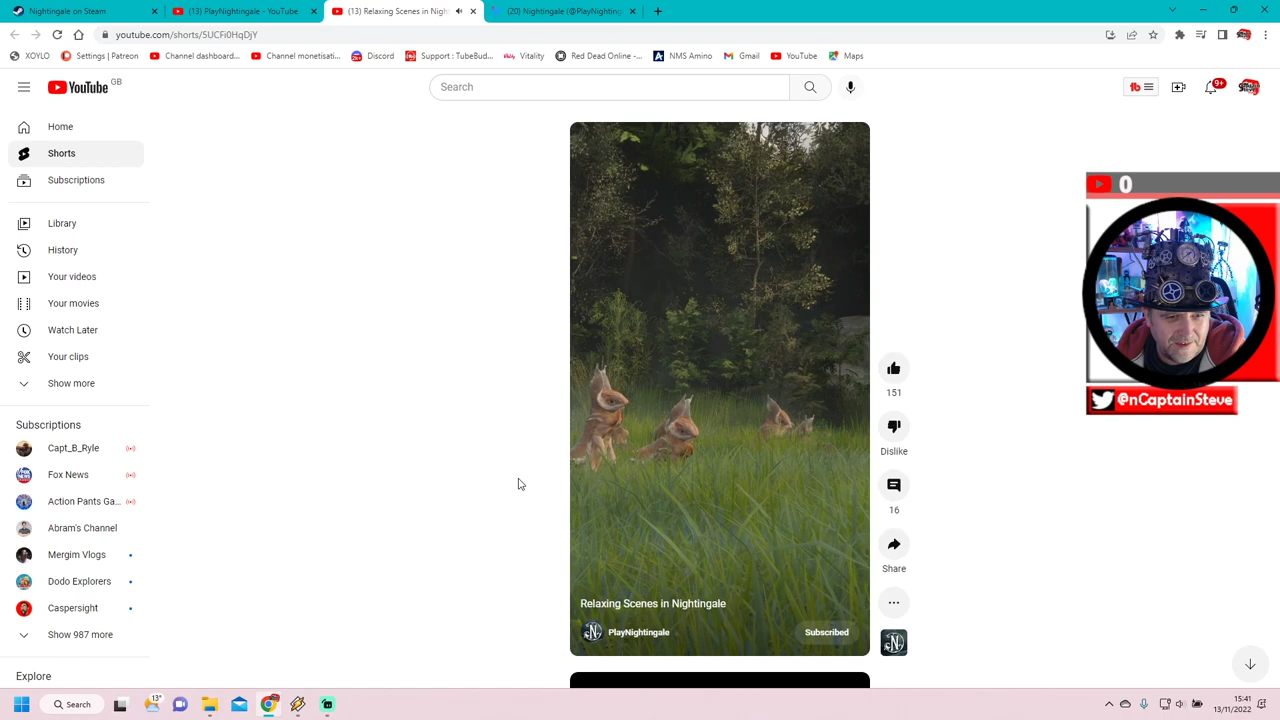 Nightingale on Steam
(13) PlayNightingale - YouTube
(13) Relaxing Scenes in Nigh
(20) Nightingale (@PlayNighting
youtube.com/shorts/5UCFi0HqDjY
XOYLO
Settings | Patreon
Channel dashboard...
Channel monetisati...
Discord
Support : TubeBud...
Vitality
Red Dead Online -...
NMS Amino
Gmail
YouTube
Maps
YouTube GB
Search
9+
Home
Shorts
Subscriptions
Library
History
Your videos
Your movies
Watch Later
Your clips
Show more
Subscriptions
Capt_B_Ryle
Fox News
Action Pants Ga...
Abram's Channel
Mergim Vlogs
Dodo Explorers
Caspersight
Show 987 more
Explore
151
Dislike
16
Share
Relaxing Scenes in Nightingale
PlayNightingale
Subscribed
0
@nCaptainSteve
13°
Search
15:41
13/11/2022